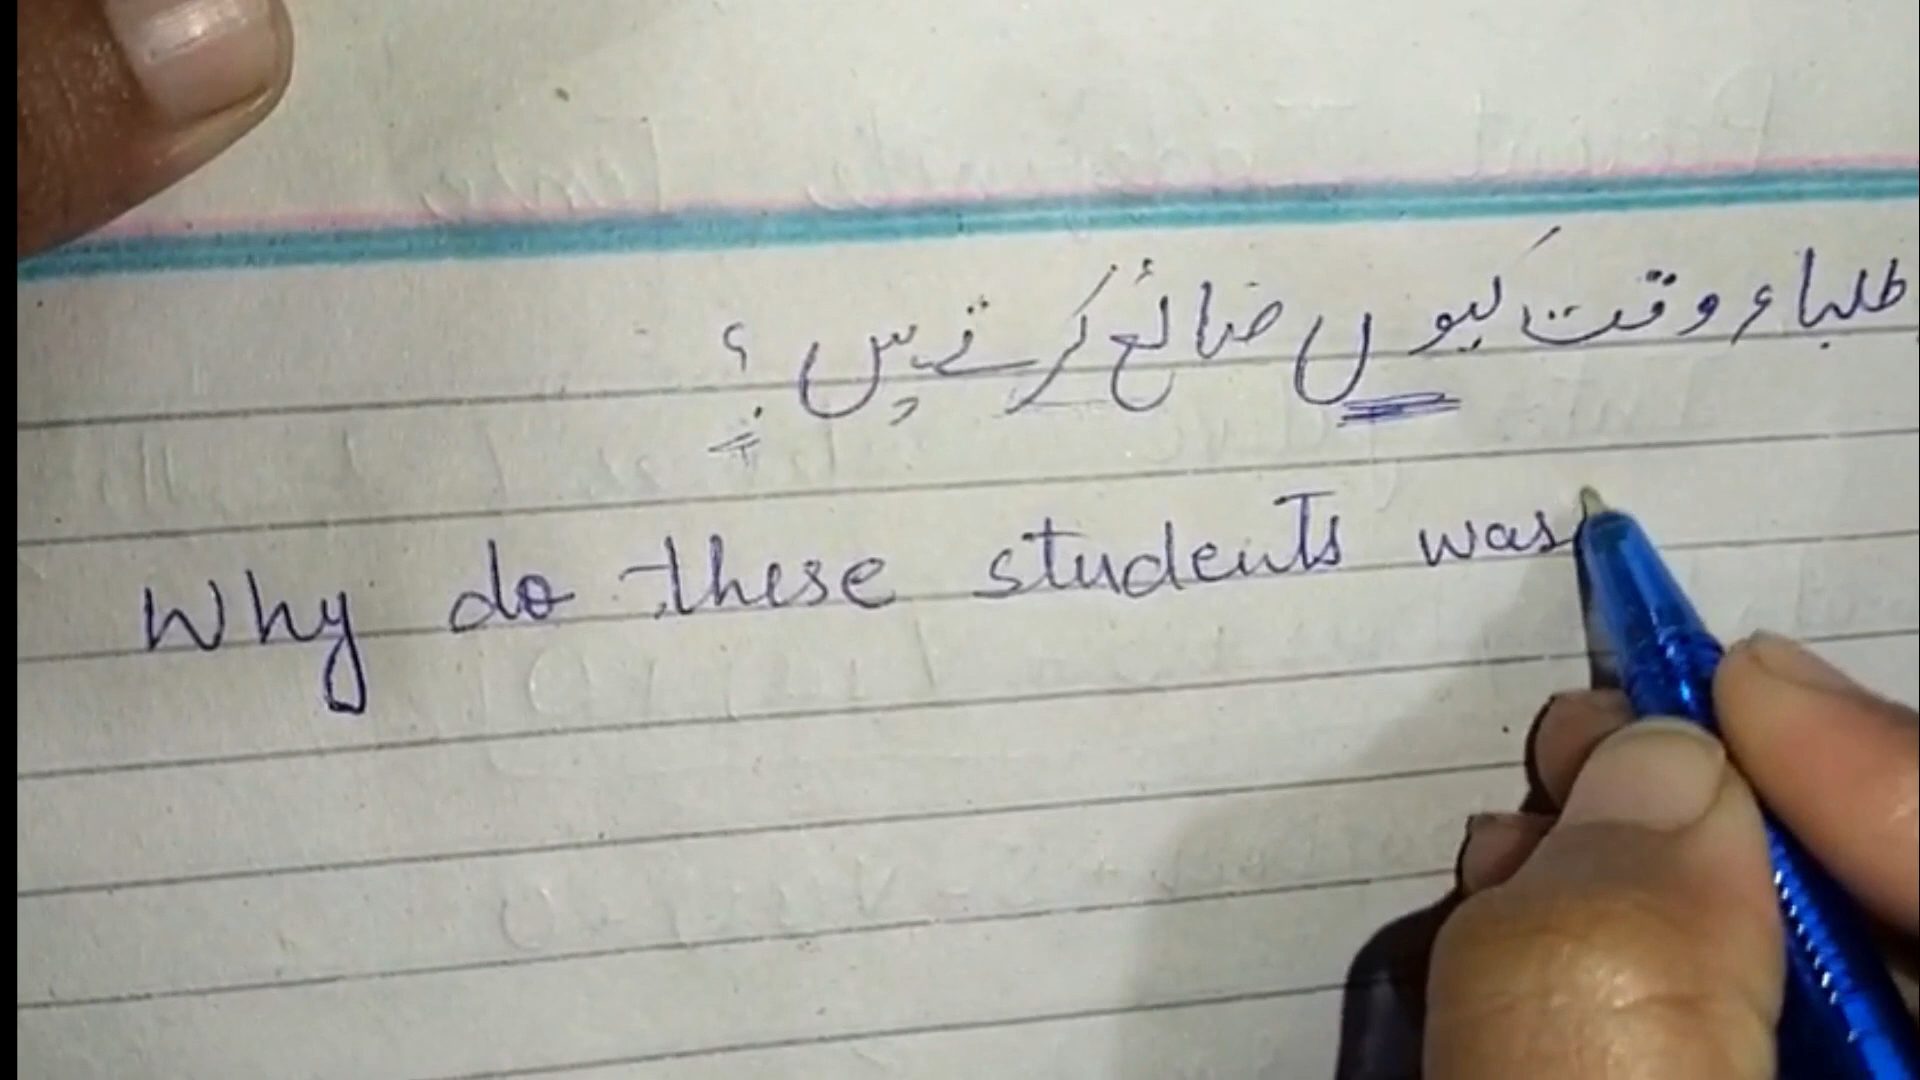 طلباء وقت کیوں ضائع کرتے ہیں ؟
Why do these students was